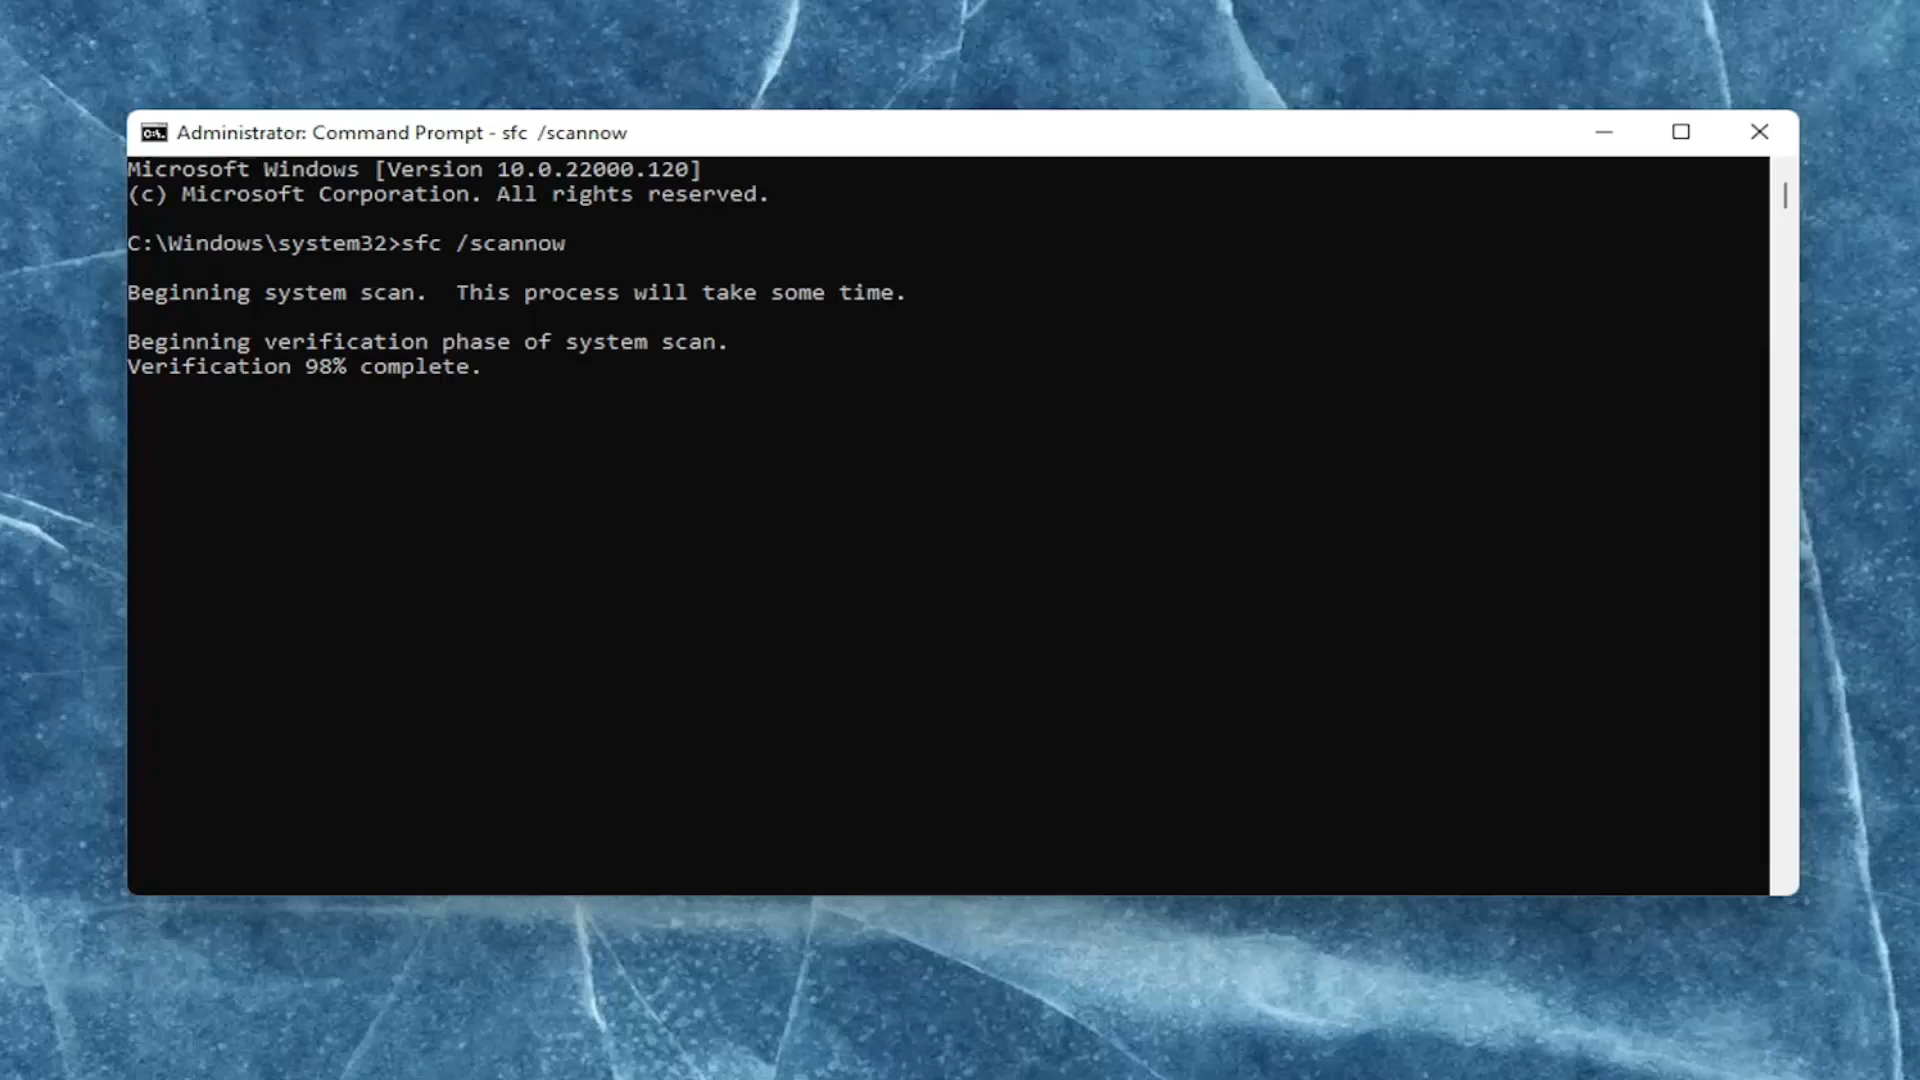 Administrator: Command Prompt - sfc  /scannow
Microsoft Windows [Version 10.0.22000.120]
(c) Microsoft Corporation. All rights reserved.
C:\Windows\system32>sfc /scannow
Beginning system scan.  This process will take some time.
Beginning verification phase of system scan.
Verification 98% complete.